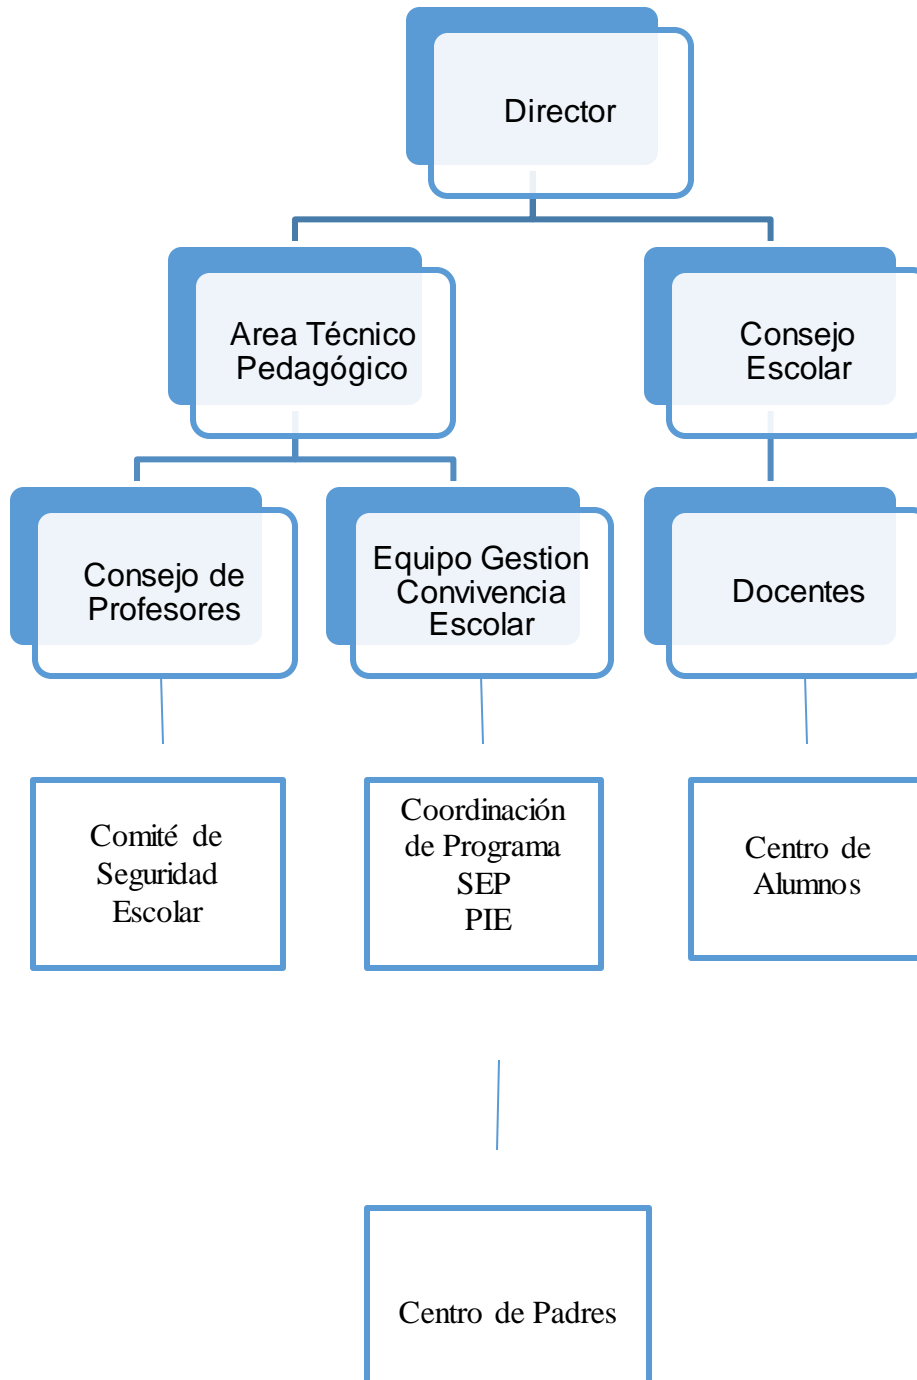 Director
Area Técnico
Pedagógico
Consejo
Escolar
Consejo de
Profesores
Equipo Gestion
Convivencia
Escolar
Docentes
Comité de
Seguridad
Escolar
Coordinación
de Programa
SEP
PIE
Centro de
Alumnos
Centro de Padres